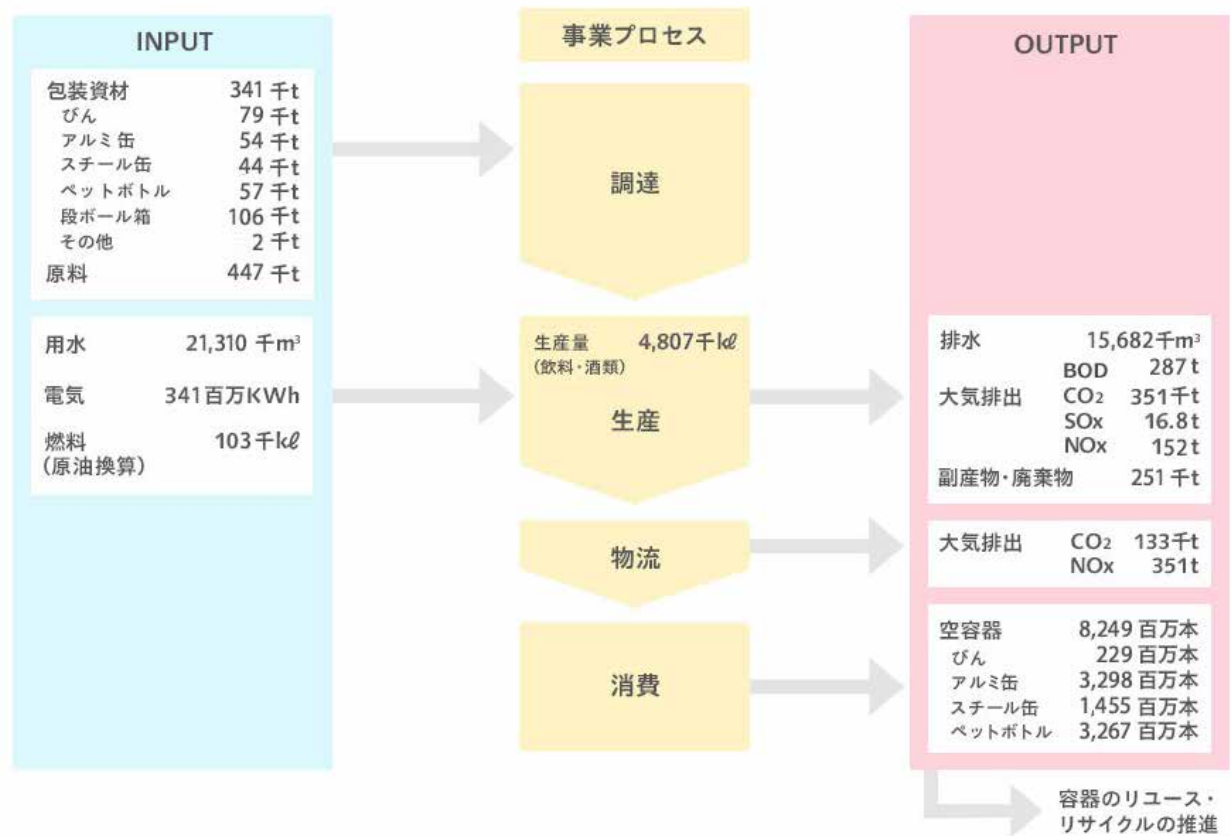 INPUT
包装資材 341 千t
びん 79 千t
アルミ缶 54 千t
スチール缶 44 千t
ペットボトル 57 千t
段ボール箱 106 千t
その他 2 千t
原料 447 千t
用水 21,310 千m³
電気 341百万KWh
燃料 103千kℓ
(原油換算)
事業プロセス
調達
生産量 4,807千kℓ
(飲料・酒類)
生産
物流
消費
OUTPUT
排水 15,682千m³
BOD 287t
大気排出 CO₂ 351千t
SOx 16.8t
NOx 152t
副産物・廃棄物 251 千t
大気排出 CO₂ 133千t
NOx 351t
空容器 8,249 百万本
びん 229 百万本
アルミ缶 3,298 百万本
スチール缶 1,455 百万本
ペットボトル 3,267 百万本
容器のリユース・
リサイクルの推進